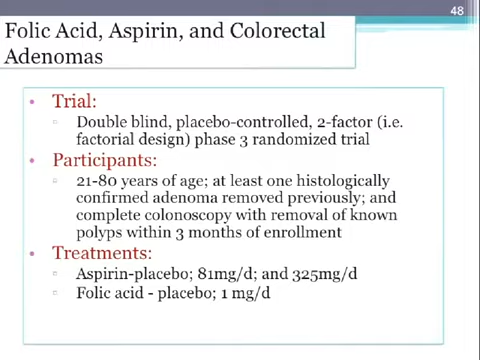 48
Folic Acid, Aspirin, and Colorectal
Adenomas
• Trial:
▫ Double blind, placebo-controlled, 2-factor (i.e.
factorial design) phase 3 randomized trial
• Participants:
▫ 21-80 years of age; at least one histologically
confirmed adenoma removed previously; and
complete colonoscopy with removal of known
polyps within 3 months of enrollment
• Treatments:
▫ Aspirin-placebo; 81mg/d; and 325mg/d
▫ Folic acid - placebo; 1 mg/d